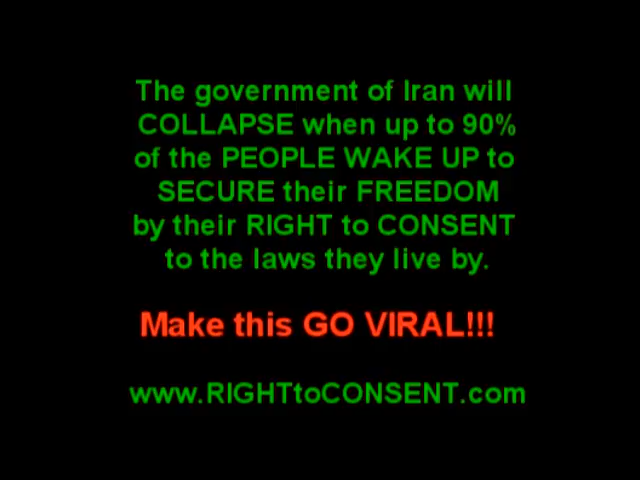 The government of Iran will
COLLAPSE when up to 90%
of the PEOPLE WAKE UP to
SECURE their FREEDOM
by their RIGHT to CONSENT
to the laws they live by.
Make this GO VIRAL!!!
www.RIGHTtoCONSENT.com